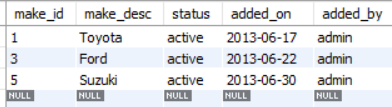 make_id make_desc status added_on added_by
1 Toyota active 2013-06-17 admin
3 Ford active 2013-06-22 admin
5 Suzuki active 2013-06-30 admin
NULL NULL NULL NULL NULL